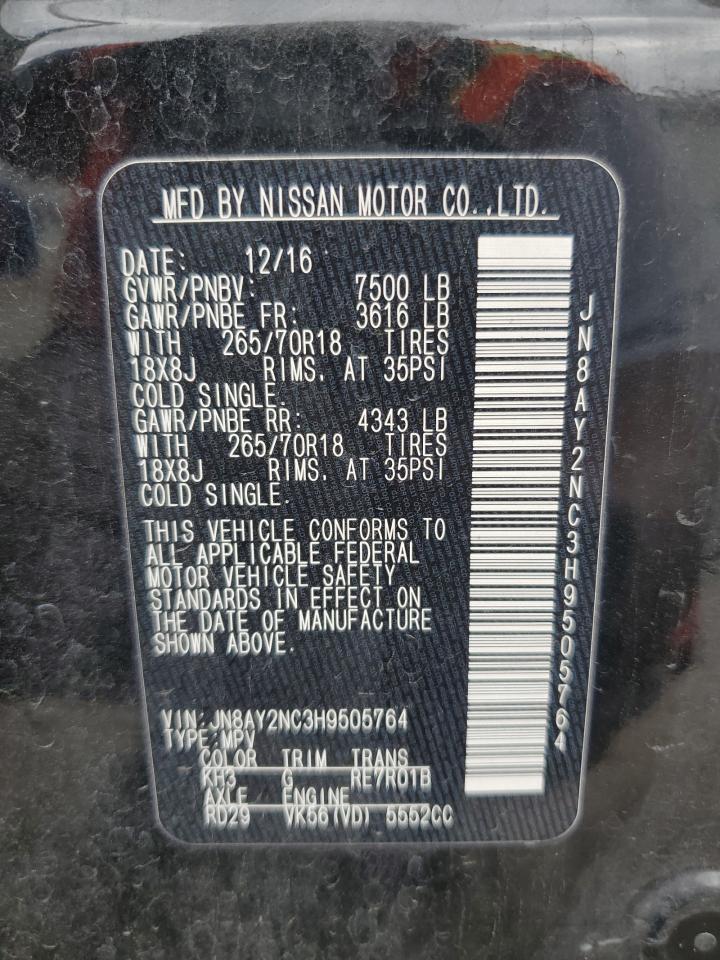 MFD BY NISSAN MOTOR CO.,LTD.
DATE: 12/16
GVWR/PNBV: 7500 LB
GAWR/PNBE FR: 3616 LB
WITH 265/70R18 TIRES
18X8J RIMS, AT 35PSI
COLD SINGLE.
GAWR/PNBE RR: 4343 LB
WITH 265/70R18 TIRES
18X8J RIMS, AT 35PSI
COLD SINGLE.
THIS VEHICLE CONFORMS TO
ALL APPLICABLE FEDERAL
MOTOR VEHICLE SAFETY
STANDARDS IN EFFECT ON
THE DATE OF MANUFACTURE
SHOWN ABOVE.
VIN:JN8AY2NC3H9505764
TYPE:MPV
COLOR TRIM TRANS
KH3 G RE7R01B
AXLE ENGINE
RD29 VK56(VD) 5552CC
JN8AY2NC3H9505764